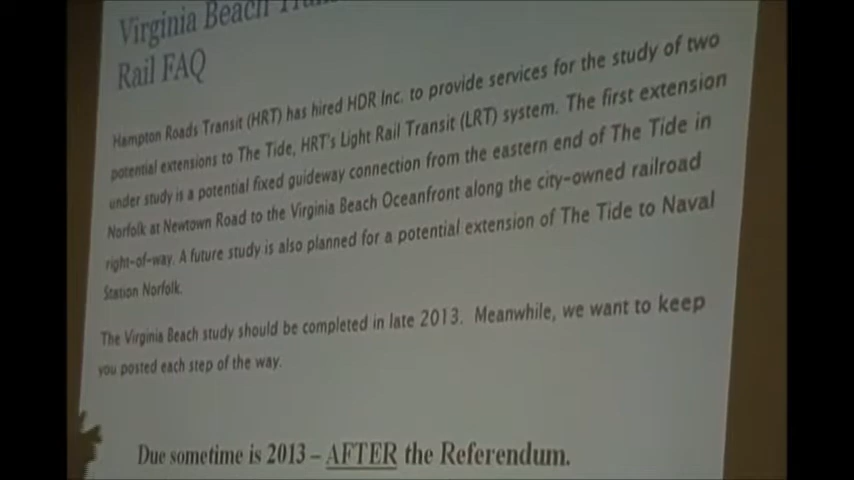 Virginia Beach
Rail FAQ
Hampton Roads Transit (HRT) has hired HDR Inc. to provide services for the study of two
potential extensions to The Tide, HRT's Light Rail Transit (LRT) system. The first extension
under study is a potential fixed guideway connection from the eastern end of The Tide in
Norfolk at Newtown Road to the Virginia Beach Oceanfront along the city-owned railroad
right-of-way. A future study is also planned for a potential extension of The Tide to Naval
Station Norfolk.
The Virginia Beach study should be completed in late 2013. Meanwhile, we want to keep
you posted each step of the way.
Due sometime is 2013 – AFTER the Referendum.